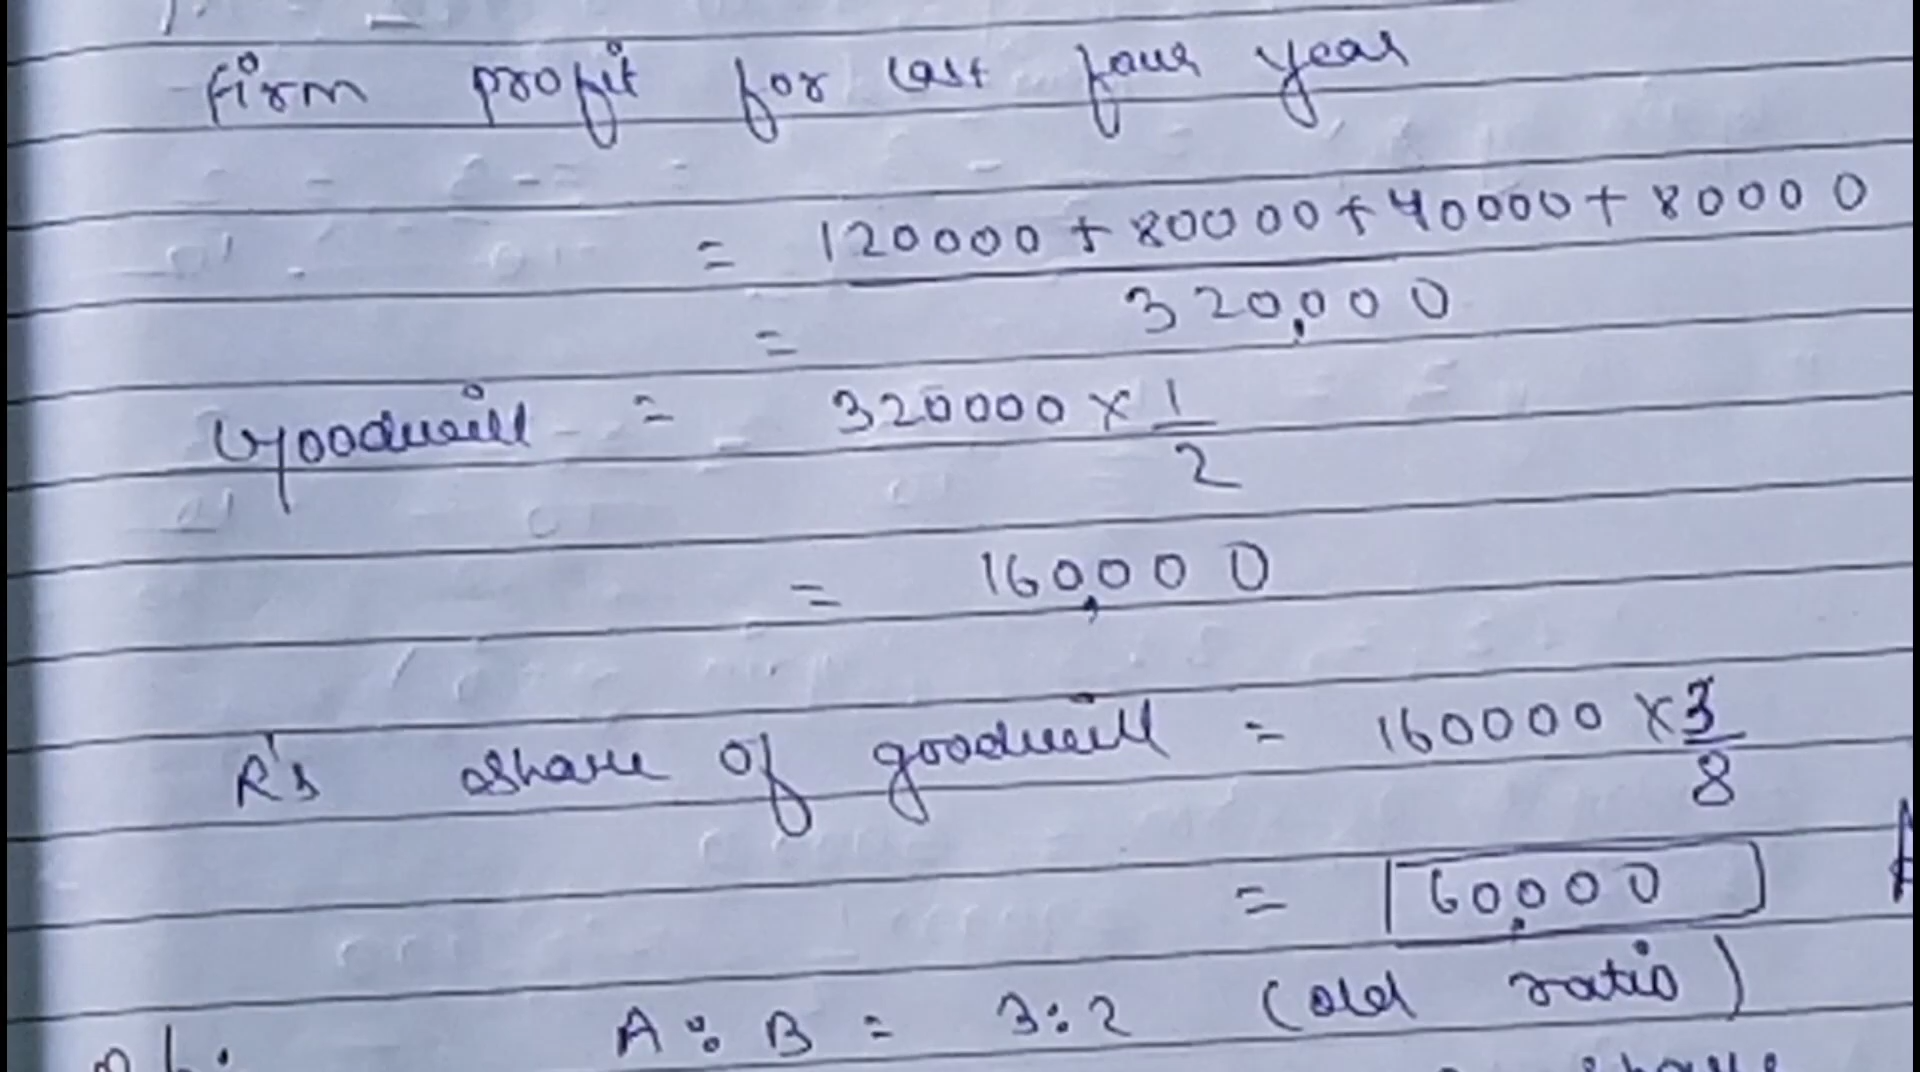 firm profit for last four year
= 120000 + 80000 + 40000 + 80000
= 320,000
Goodwill = 320000 × 1/2
= 160,000
R's share of goodwill = 160000 × 3/8
= 60,000
A : B = 3:2 (old ratio)
share